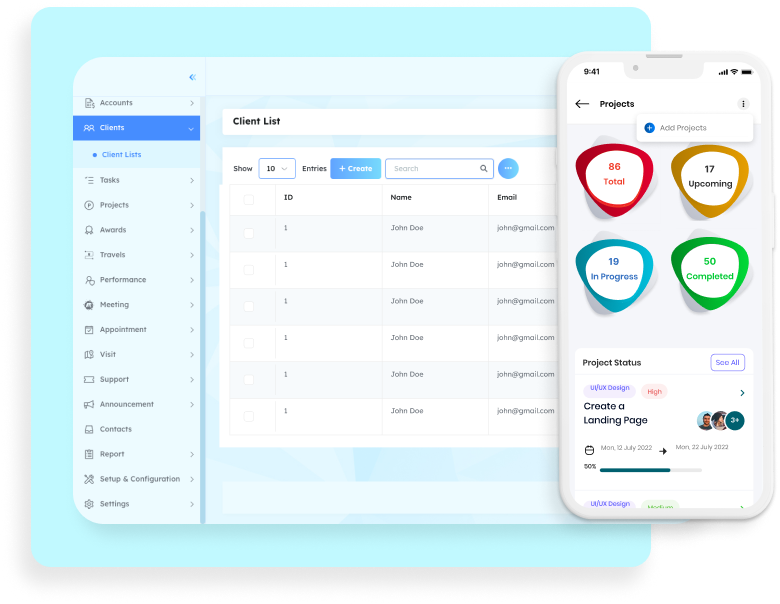 Accounts
Clients
Client Lists
Tasks
Projects
Awards
Travels
Performance
Meeting
Appointment
Visit
Support
Announcement
Contacts
Report
Setup & Configuration
Settings
Client List
Show 10 Entries + Create Search ...
ID Name Email
1 John Doe john@gmail.com
1 John Doe john@gmail.com
1 John Doe john@gmail.com
1 John Doe john@gmail.com
1 John Doe john@gmail.com
1 John Doe john@gmail.com
9:41
Projects
Add Projects
86
Total
17
Upcoming
19
In Progress
50
Completed
Project Status See All
UI/UX Design High
Create a
Landing Page
3+
Mon, 12 July 2022 Mon, 22 July 2022
50%
UI/UX Design Medium